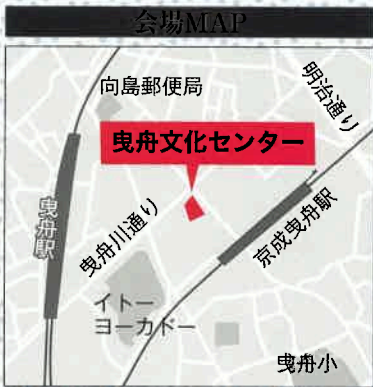 会場MAP
向島郵便局
明治通り
曳舟文化センター
曳舟駅
曳舟川通り
京成曳舟駅
イトー
ヨーカドー
曳舟小